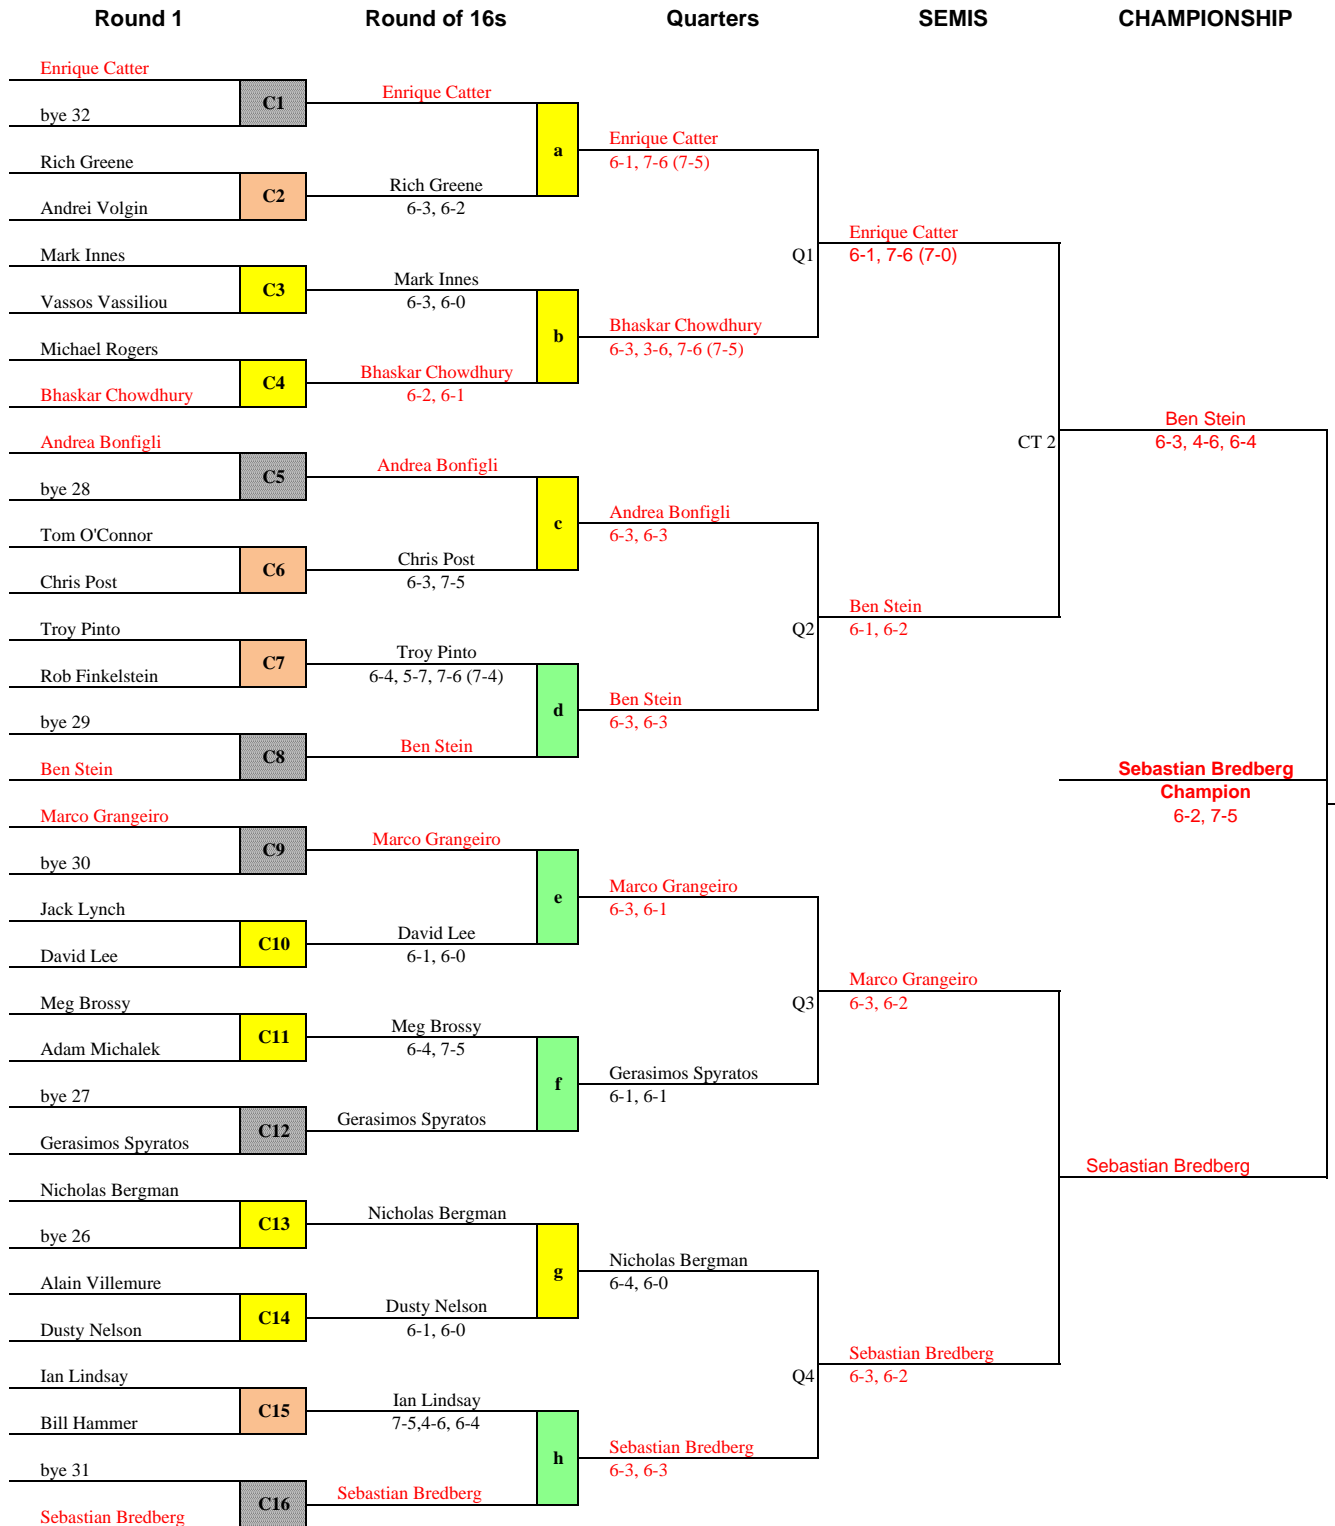 Round 1
Round of 16s
Quarters
SEMIS
CHAMPIONSHIP
Enrique Catter
C1
bye 32
Rich Greene
C2
Andrei Volgin
Mark Innes
C3
Vassos Vassiliou
Michael Rogers
C4
Bhaskar Chowdhury
Andrea Bonfigli
C5
bye 28
Tom O'Connor
C6
Chris Post
Troy Pinto
C7
Rob Finkelstein
bye 29
C8
Ben Stein
Marco Grangeiro
C9
bye 30
Jack Lynch
C10
David Lee
Meg Brossy
C11
Adam Michalek
bye 27
C12
Gerasimos Spyratos
Nicholas Bergman
C13
bye 26
Alain Villemure
C14
Dusty Nelson
Ian Lindsay
C15
Bill Hammer
bye 31
C16
Sebastian Bredberg
Enrique Catter
a
Rich Greene
6-3, 6-2
Mark Innes
6-3, 6-0
b
Bhaskar Chowdhury
6-2, 6-1
Andrea Bonfigli
c
Chris Post
6-3, 7-5
Troy Pinto
6-4, 5-7, 7-6 (7-4)
d
Ben Stein
Marco Grangeiro
e
David Lee
6-1, 6-0
Meg Brossy
6-4, 7-5
f
Gerasimos Spyratos
Nicholas Bergman
g
Dusty Nelson
6-1, 6-0
Ian Lindsay
7-5,4-6, 6-4
h
Sebastian Bredberg
Enrique Catter
6-1, 7-6 (7-5)
Q1
Bhaskar Chowdhury
6-3, 3-6, 7-6 (7-5)
Andrea Bonfigli
6-3, 6-3
Q2
Ben Stein
6-3, 6-3
Marco Grangeiro
6-3, 6-1
Q3
Gerasimos Spyratos
6-1, 6-1
Nicholas Bergman
6-4, 6-0
Q4
Sebastian Bredberg
6-3, 6-3
Enrique Catter
6-1, 7-6 (7-0)
CT 2
Ben Stein
6-1, 6-2
Marco Grangeiro
6-3, 6-2
Sebastian Bredberg
6-3, 6-2
Ben Stein
6-3, 4-6, 6-4
Sebastian Bredberg
Champion
6-2, 7-5
Sebastian Bredberg